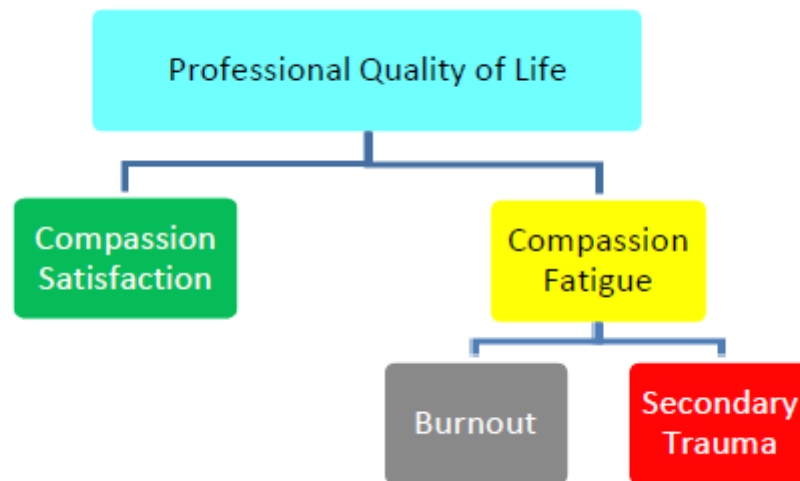 Professional Quality of Life
Compassion
Satisfaction
Compassion
Fatigue
Burnout
Secondary
Trauma